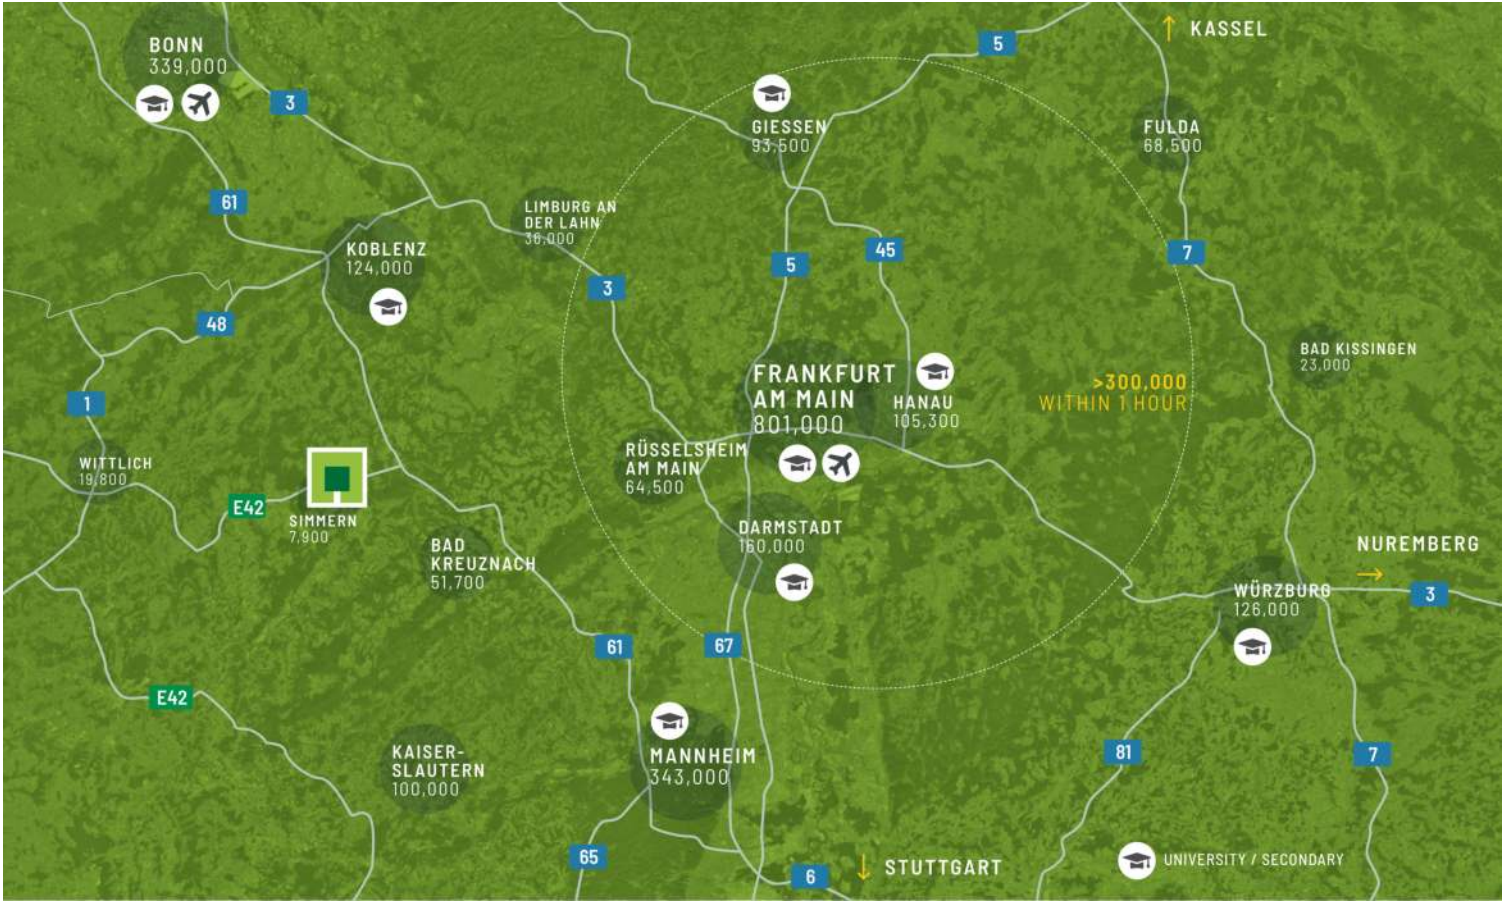 KASSEL
BONN
339,000
5
3
GIESSEN
93,500
FULDA
68,500
61
LIMBURG AN
DER LAHN
36,000
KOBLENZ
124,000
45
7
5
3
48
BAD KISSINGEN
23,000
FRANKFURT
AM MAIN
801,000
HANAU
105,300
>300,000
WITHIN 1 HOUR
1
RÜSSELSHEIM
AM MAIN
64,500
WITTLICH
19,800
E42
SIMMERN
7,900
DARMSTADT
160,000
BAD
KREUZNACH
51,700
NUREMBERG
WÜRZBURG
126,000
3
61
67
E42
MANNHEIM
343,000
KAISER-
SLAUTERN
100,000
81
7
65
6
STUTTGART
UNIVERSITY / SECONDARY